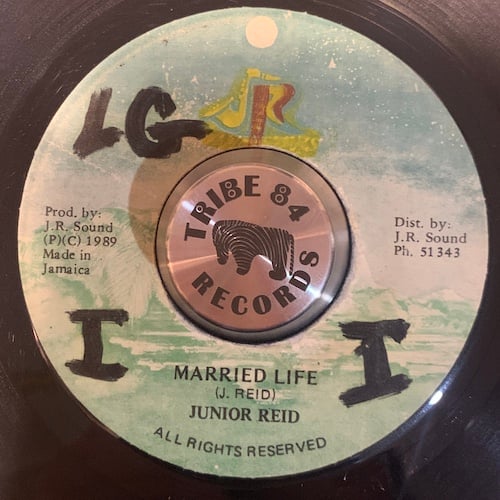 JR
LG
TRIBE 84
RECORDS
Prod. by:
J.R. Sound
(P)(C) 1989
Made in
Jamaica
Dist. by:
J.R. Sound
Ph. 51343
I
I
MARRIED LIFE
(J. REID)
JUNIOR REID
ALL RIGHTS RESERVED